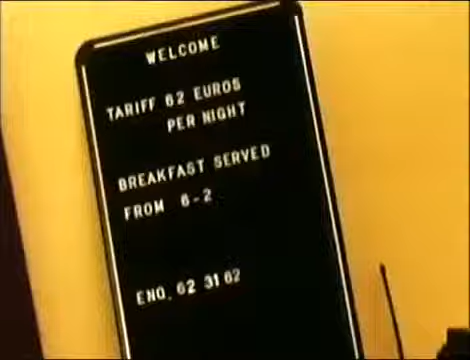 WELCOME
TARIFF 62 EUROS
PER NIGHT
BREAKFAST SERVED
FROM 6-2
ENQ. 62 31 62